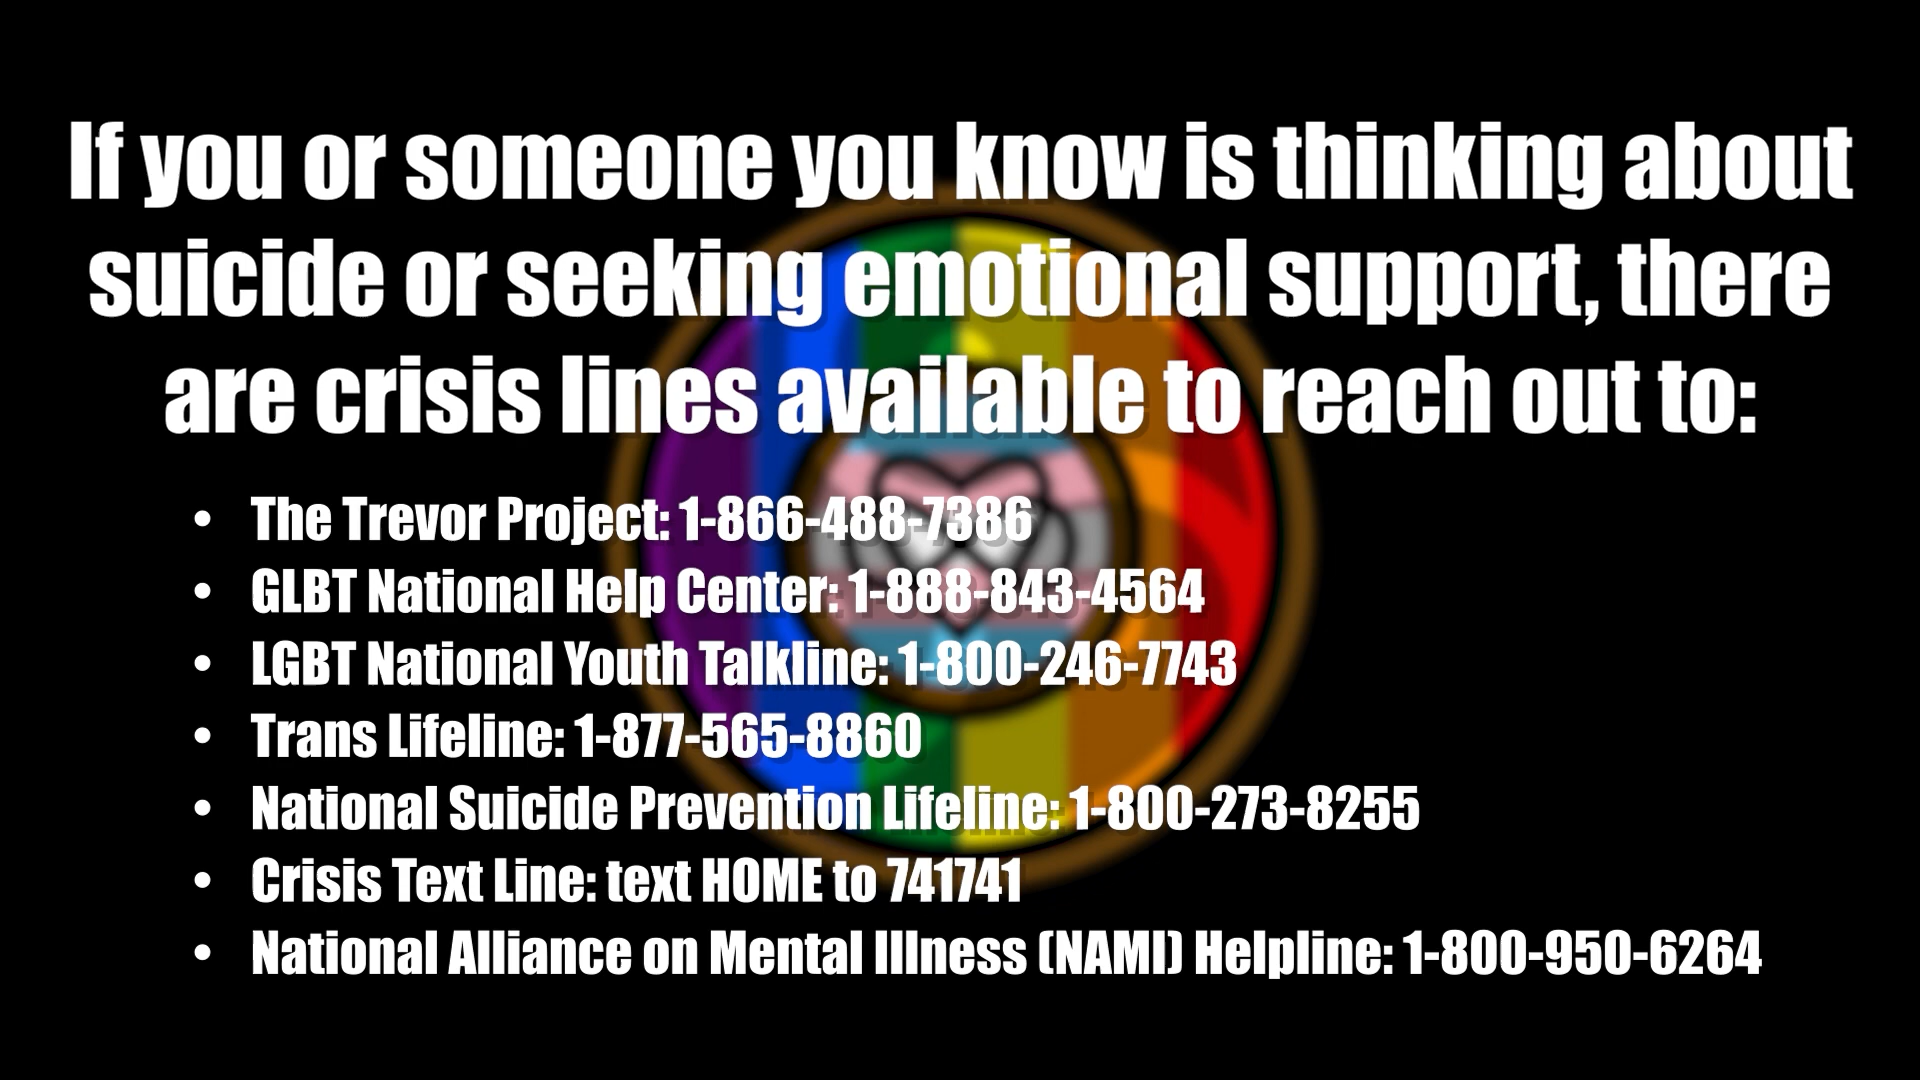 If you or someone you know is thinking about
suicide or seeking emotional support, there
are crisis lines available to reach out to:
• The Trevor Project: 1-866-488-7386
• GLBT National Help Center: 1-888-843-4564
• LGBT National Youth Talkline: 1-800-246-7743
• Trans Lifeline: 1-877-565-8860
• National Suicide Prevention Lifeline: 1-800-273-8255
• Crisis Text Line: text HOME to 741741
• National Alliance on Mental Illness (NAMI) Helpline: 1-800-950-6264